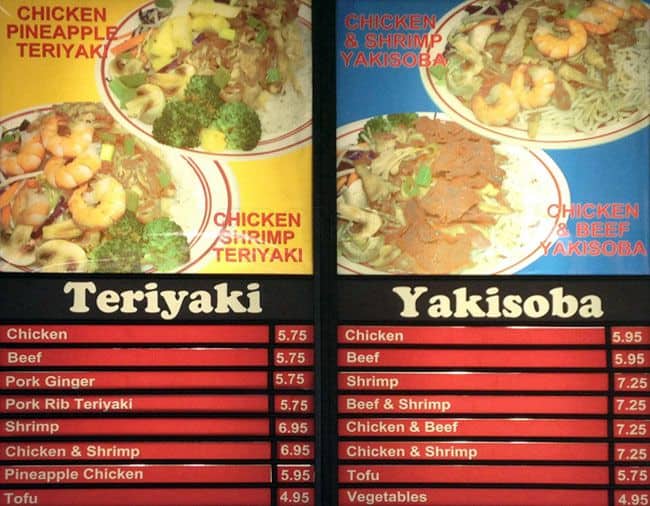 CHICKEN
PINEAPPLE
TERIYAKI
CHICKEN
SHRIMP
TERIYAKI
Teriyaki
Chicken 5.75
Beef 5.75
Pork Ginger 5.75
Pork Rib Teriyaki 5.75
Shrimp 6.95
Chicken & Shrimp 6.95
Pineapple Chicken 5.95
Tofu 4.95
CHICKEN
& SHRIMP
YAKISOBA
CHICKEN
& BEEF
YAKISOBA
Yakisoba
Chicken 5.95
Beef 5.95
Shrimp 7.25
Beef & Shrimp 7.25
Chicken & Beef 7.25
Chicken & Shrimp 7.25
Tofu 5.75
Vegetables 4.95